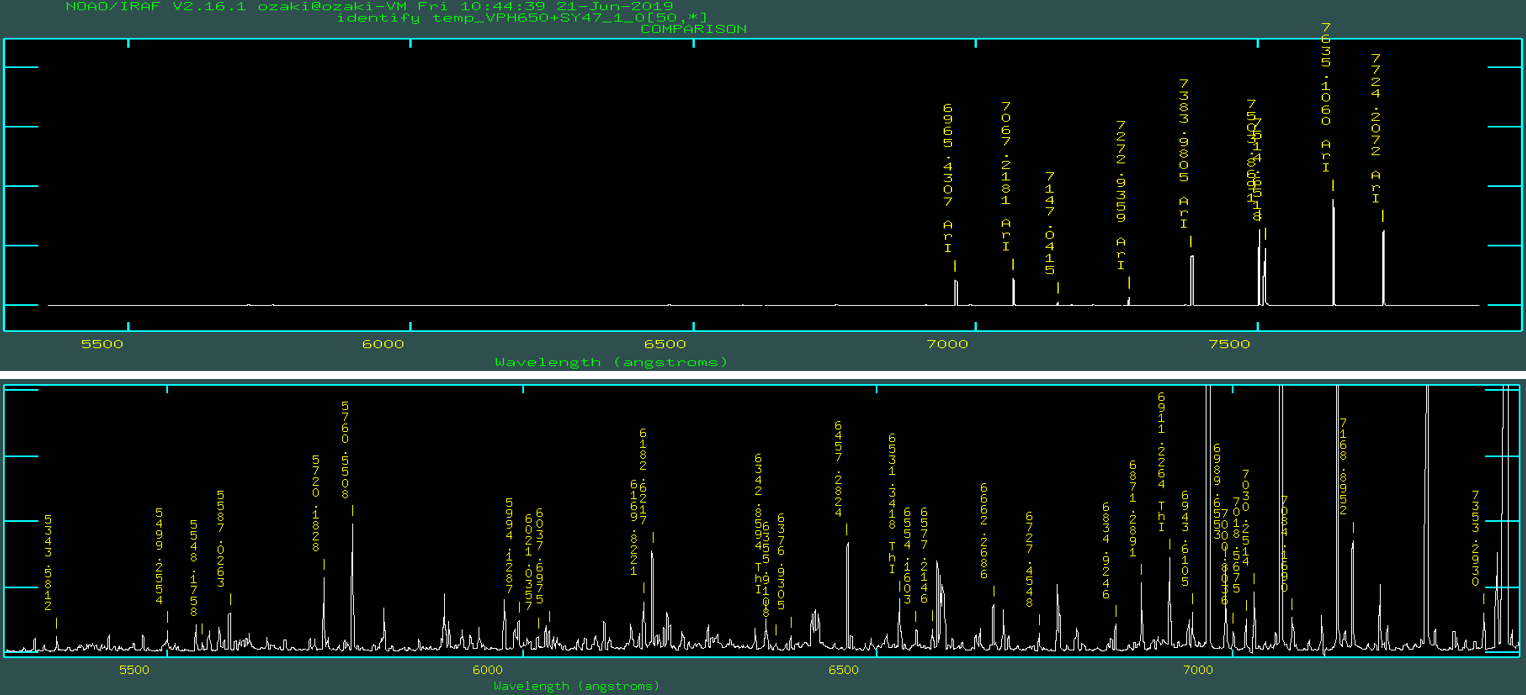 NOAO/IRAF V2.16.1 ozaki@ozaki-VM Fri 10:44:39 21-Jun-2019
identify temp_VPH650+SY47_1_0[50,*]
COMPARISON
6965.4307 ArI
7067.2181 ArI
7147.0415
7272.9359 ArI
7383.9805 ArI
7503.8691
7514.6518
7635.1060 ArI
7724.2072 ArI
5500
6000
6500
7000
7500
Wavelength (angstroms)
5343.5812
5499.2554
5548.1758
5587.0263
5720.1828
5760.5508
5994.1287
6021.0357
6037.6975
6169.8221
6182.6217
6342.8594 ThI
6355.9108
6376.9305
6457.2824
6531.3418 ThI
6554.1603
6577.2146
6662.2686
6727.4548
6834.9246
6871.2891
6911.2264 ThI
6943.6105
6989.6553
7000.8036
7018.5675
7030.2514
7084.1690
7168.8952
7353.2930
5500
6000
6500
7000
Wavelength (angstroms)